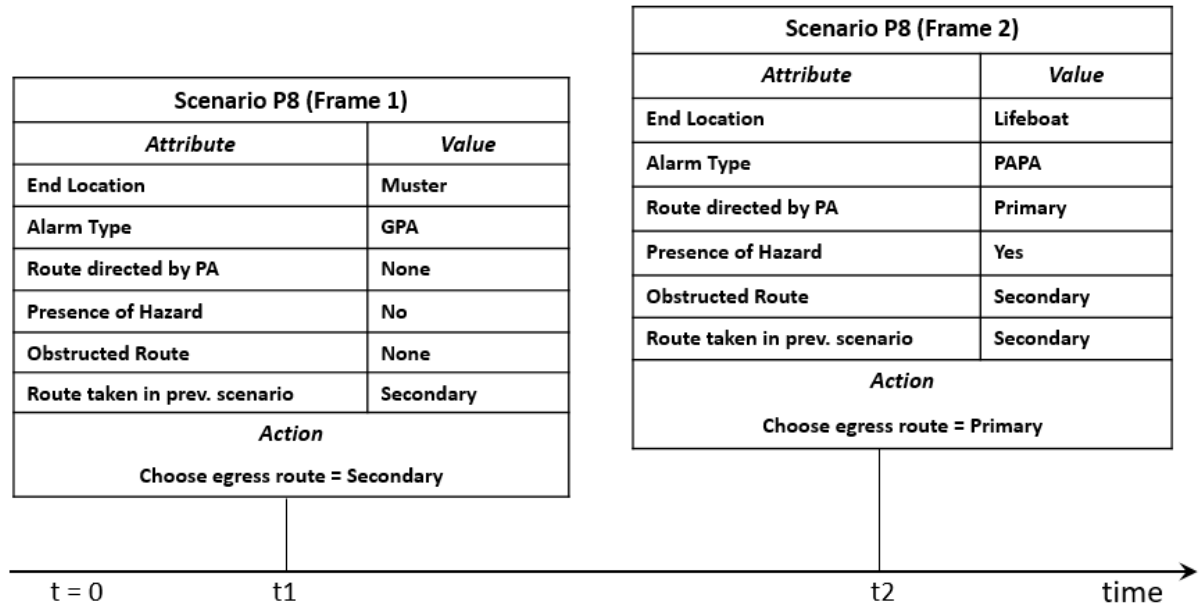 Scenario P8 (Frame 1)
Attribute Value
End Location Muster
Alarm Type GPA
Route directed by PA None
Presence of Hazard No
Obstructed Route None
Route taken in prev. scenario Secondary
Action
Choose egress route = Secondary
Scenario P8 (Frame 2)
Attribute Value
End Location Lifeboat
Alarm Type PAPA
Route directed by PA Primary
Presence of Hazard Yes
Obstructed Route Secondary
Route taken in prev. scenario Secondary
Action
Choose egress route = Primary
t = 0 t1 t2 time